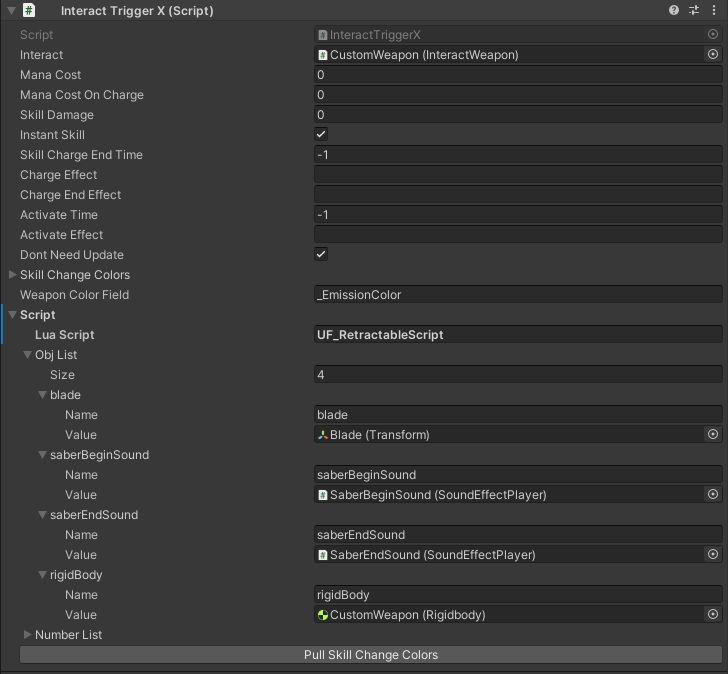 Interact Trigger X (Script)
Script InteractTriggerX
Interact CustomWeapon (InteractWeapon)
Mana Cost 0
Mana Cost On Charge 0
Skill Damage 0
Instant Skill
Skill Charge End Time -1
Charge Effect
Charge End Effect
Activate Time -1
Activate Effect
Dont Need Update
Skill Change Colors
Weapon Color Field _EmissionColor
Script
Lua Script UF_RetractableScript
Obj List
Size 4
blade
Name blade
Value Blade (Transform)
saberBeginSound
Name saberBeginSound
Value SaberBeginSound (SoundEffectPlayer)
saberEndSound
Name saberEndSound
Value SaberEndSound (SoundEffectPlayer)
rigidBody
Name rigidBody
Value CustomWeapon (Rigidbody)
Number List
Pull Skill Change Colors